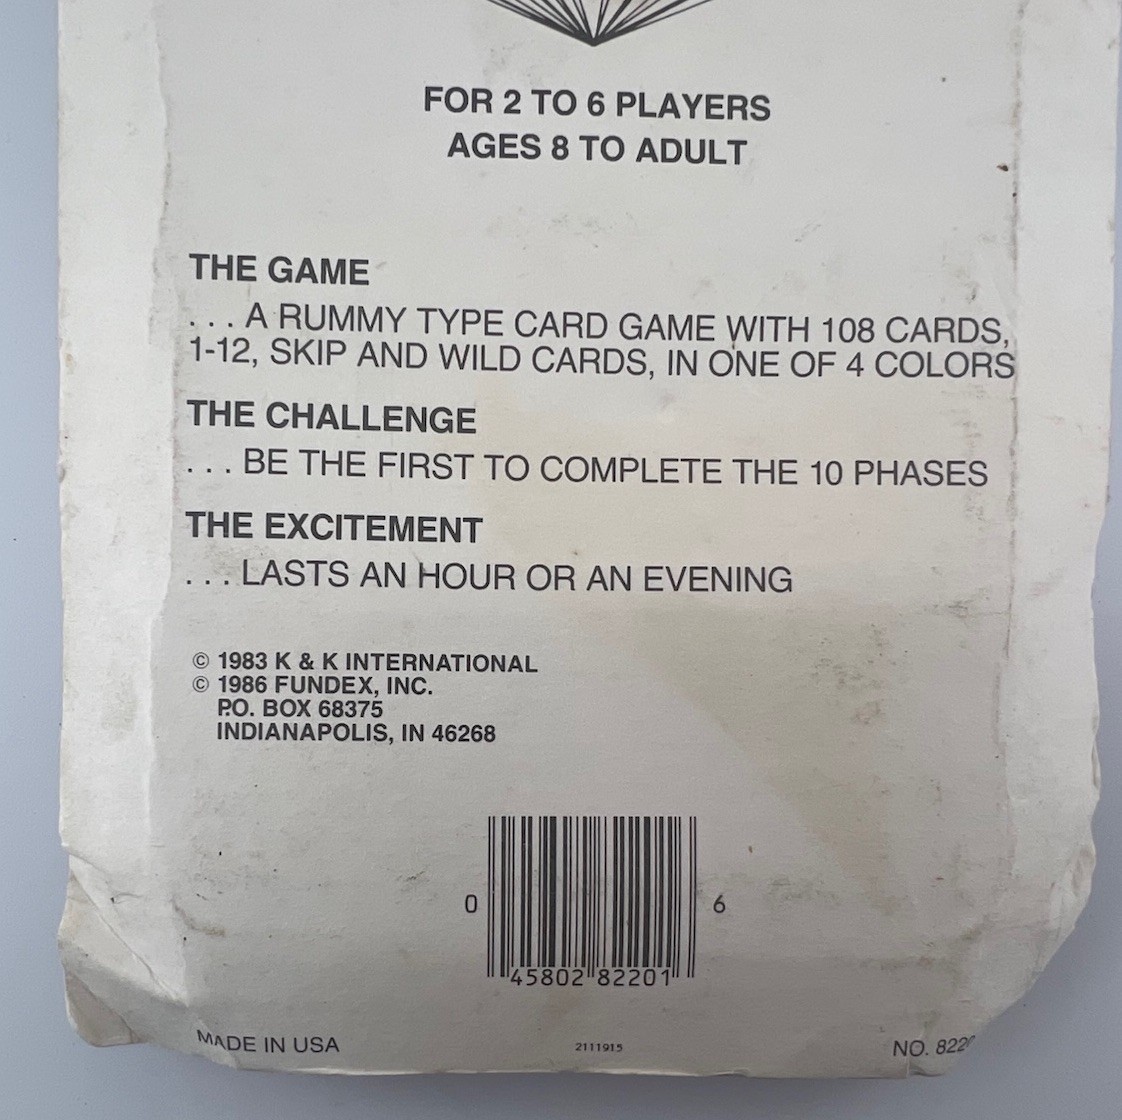 FOR 2 TO 6 PLAYERS
AGES 8 TO ADULT
THE GAME
. . . A RUMMY TYPE CARD GAME WITH 108 CARDS,
1-12, SKIP AND WILD CARDS, IN ONE OF 4 COLORS
THE CHALLENGE
. . . BE THE FIRST TO COMPLETE THE 10 PHASES
THE EXCITEMENT
. . . LASTS AN HOUR OR AN EVENING
© 1983 K & K INTERNATIONAL
© 1986 FUNDEX, INC.
P.O. BOX 68375
INDIANAPOLIS, IN 46268
0 45802 82201 6
MADE IN USA 2111915 NO.